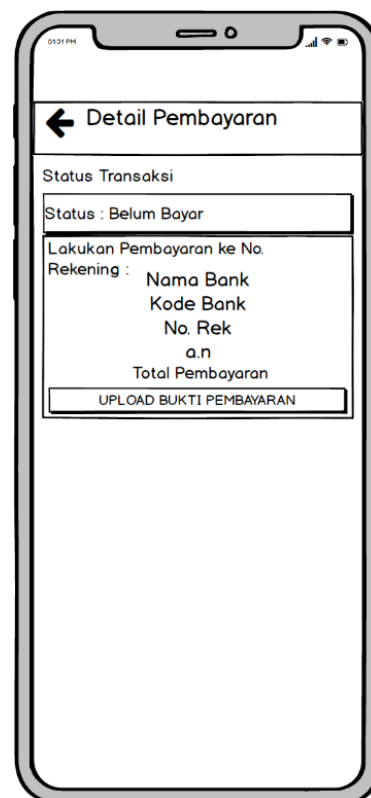 01:31 PM
Detail Pembayaran
Status Transaksi
Status : Belum Bayar
Lakukan Pembayaran ke No.
Rekening :
Nama Bank
Kode Bank
No. Rek
a.n
Total Pembayaran
UPLOAD BUKTI PEMBAYARAN